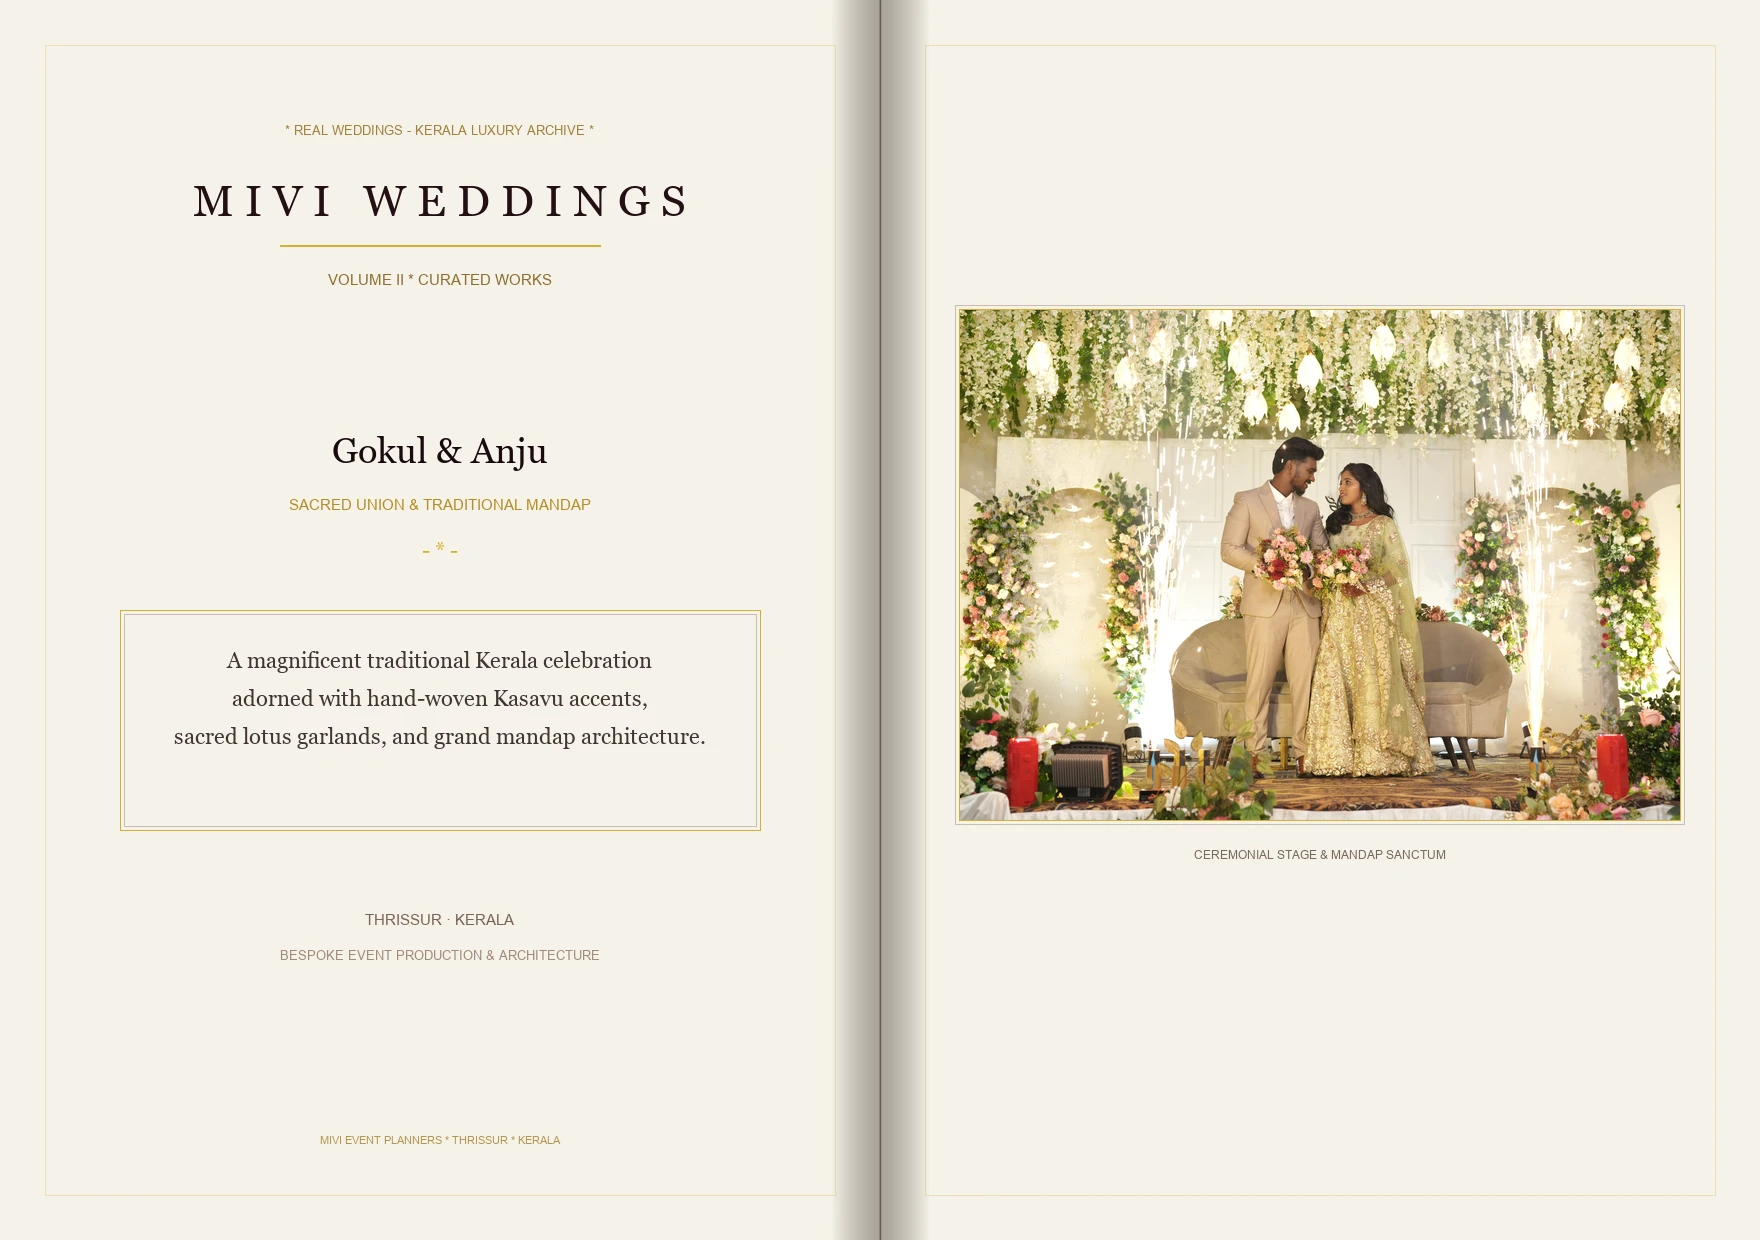 * REAL WEDDINGS - KERALA LUXURY ARCHIVE *
MIVI WEDDINGS
VOLUME II * CURATED WORKS
Gokul & Anju
SACRED UNION & TRADITIONAL MANDAP
- * -
A magnificent traditional Kerala celebration
adorned with hand-woven Kasavu accents,
sacred lotus garlands, and grand mandap architecture.
THRISSUR · KERALA
BESPOKE EVENT PRODUCTION & ARCHITECTURE
MIVI EVENT PLANNERS * THRISSUR * KERALA
CEREMONIAL STAGE & MANDAP SANCTUM